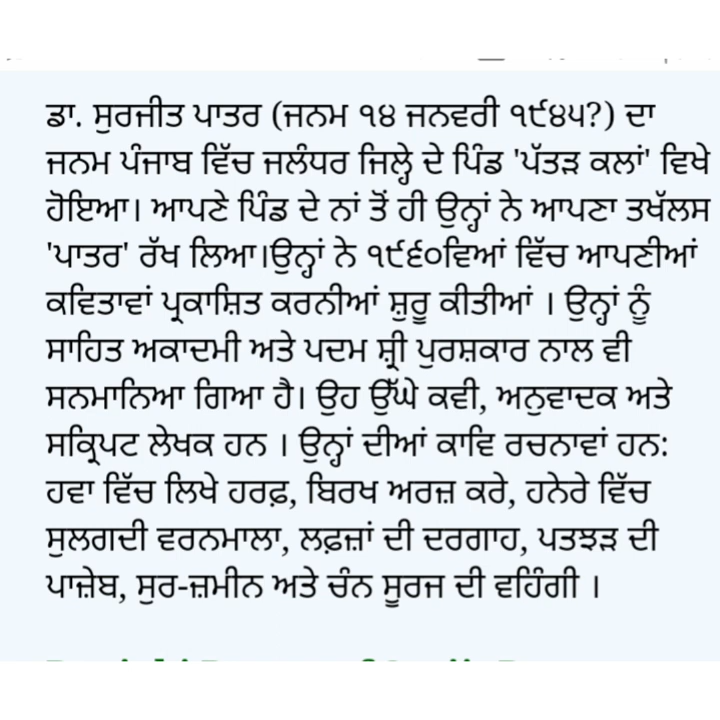 ਡਾ. ਸੁਰਜੀਤ ਪਾਤਰ (ਜਨਮ ੧੪ ਜਨਵਰੀ ੧੯੪੫?) ਦਾ
ਜਨਮ ਪੰਜਾਬ ਵਿੱਚ ਜਲੰਧਰ ਜਿਲ੍ਹੇ ਦੇ ਪਿੰਡ 'ਪੱਤੜ ਕਲਾਂ' ਵਿਖੇ
ਹੋਇਆ। ਆਪਣੇ ਪਿੰਡ ਦੇ ਨਾਂ ਤੋਂ ਹੀ ਉਨ੍ਹਾਂ ਨੇ ਆਪਣਾ ਤਖੱਲਸ
'ਪਾਤਰ' ਰੱਖ ਲਿਆ।ਉਨ੍ਹਾਂ ਨੇ ੧੯੬੦ਵਿਆਂ ਵਿੱਚ ਆਪਣੀਆਂ
ਕਵਿਤਾਵਾਂ ਪ੍ਰਕਾਸ਼ਿਤ ਕਰਨੀਆਂ ਸ਼ੁਰੂ ਕੀਤੀਆਂ । ਉਨ੍ਹਾਂ ਨੂੰ
ਸਾਹਿਤ ਅਕਾਦਮੀ ਅਤੇ ਪਦਮ ਸ਼੍ਰੀ ਪੁਰਸ਼ਕਾਰ ਨਾਲ ਵੀ
ਸਨਮਾਨਿਆ ਗਿਆ ਹੈ। ਉਹ ਉੱਘੇ ਕਵੀ, ਅਨੁਵਾਦਕ ਅਤੇ
ਸਕ੍ਰਿਪਟ ਲੇਖਕ ਹਨ । ਉਨ੍ਹਾਂ ਦੀਆਂ ਕਾਵਿ ਰਚਨਾਵਾਂ ਹਨ:
ਹਵਾ ਵਿੱਚ ਲਿਖੇ ਹਰਫ਼, ਬਿਰਖ ਅਰਜ਼ ਕਰੇ, ਹਨੇਰੇ ਵਿੱਚ
ਸੁਲਗਦੀ ਵਰਨਮਾਲਾ, ਲਫ਼ਜ਼ਾਂ ਦੀ ਦਰਗਾਹ, ਪਤਝੜ ਦੀ
ਪਾਜ਼ੇਬ, ਸੁਰ-ਜ਼ਮੀਨ ਅਤੇ ਚੰਨ ਸੂਰਜ ਦੀ ਵਹਿੰਗੀ ।